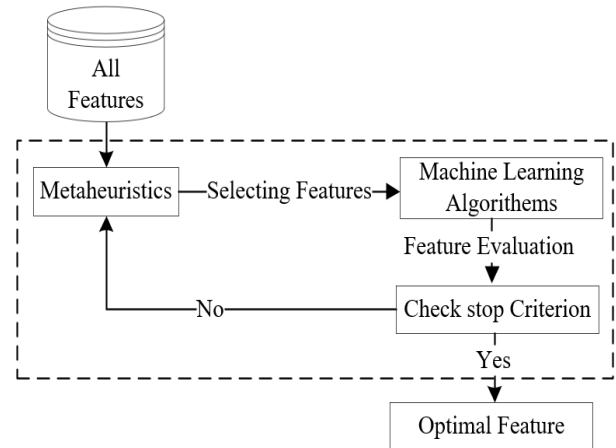 All
Features
Metaheuristics
Selecting Features
Machine Learning
Algorithems
Feature Evaluation
Check stop Criterion
No
Yes
Optimal Feature